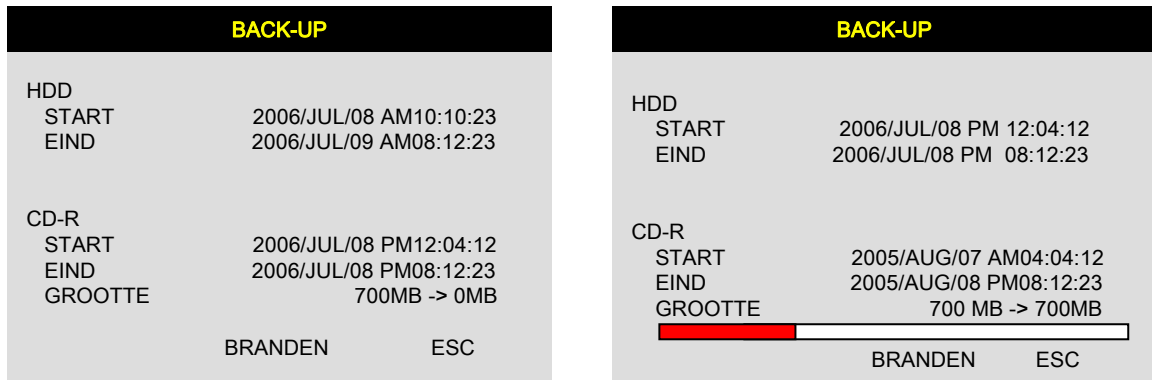 BACK-UP
HDD
START 2006/JUL/08 AM10:10:23
EIND 2006/JUL/09 AM08:12:23
CD-R
START 2006/JUL/08 PM12:04:12
EIND 2006/JUL/08 PM08:12:23
GROOTTE 700MB -> 0MB
BRANDEN ESC
BACK-UP
HDD
START 2006/JUL/08 PM 12:04:12
EIND 2006/JUL/08 PM 08:12:23
CD-R
START 2005/AUG/07 AM04:04:12
EIND 2005/AUG/08 PM08:12:23
GROOTTE 700 MB -> 700MB
BRANDEN ESC